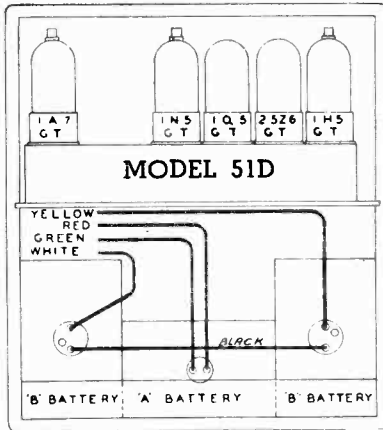 1A7 GT 1N5 GT 1Q5 GT 25Z6 GT 1H5 GT
MODEL 51D
YELLOW
RED
GREEN
WHITE
BLACK
'B' BATTERY 'A' BATTERY 'B' BATTERY